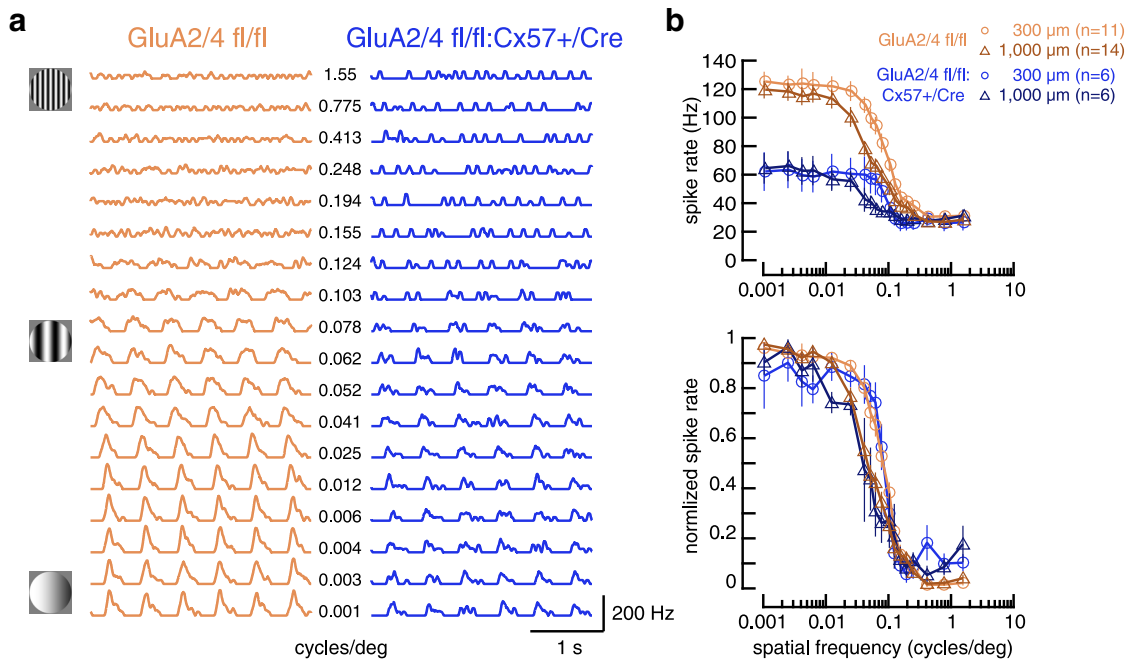 a
GluA2/4 fl/fl
GluA2/4 fl/fl:Cx57+/Cre
1.55
0.775
0.413
0.248
0.194
0.155
0.124
0.103
0.078
0.062
0.052
0.041
0.025
0.012
0.006
0.004
0.003
0.001
cycles/deg
200 Hz
1 s
b
GluA2/4 fl/fl
300 µm (n=11)
1,000 µm (n=14)
GluA2/4 fl/fl:
Cx57+/Cre
300 µm (n=6)
1,000 µm (n=6)
spike rate (Hz)
140
120
100
80
60
40
20
0
0.001
0.01
0.1
1
10
normlized spike rate
1
0.8
0.6
0.4
0.2
0
0.001
0.01
0.1
1
10
spatial frequency (cycles/deg)